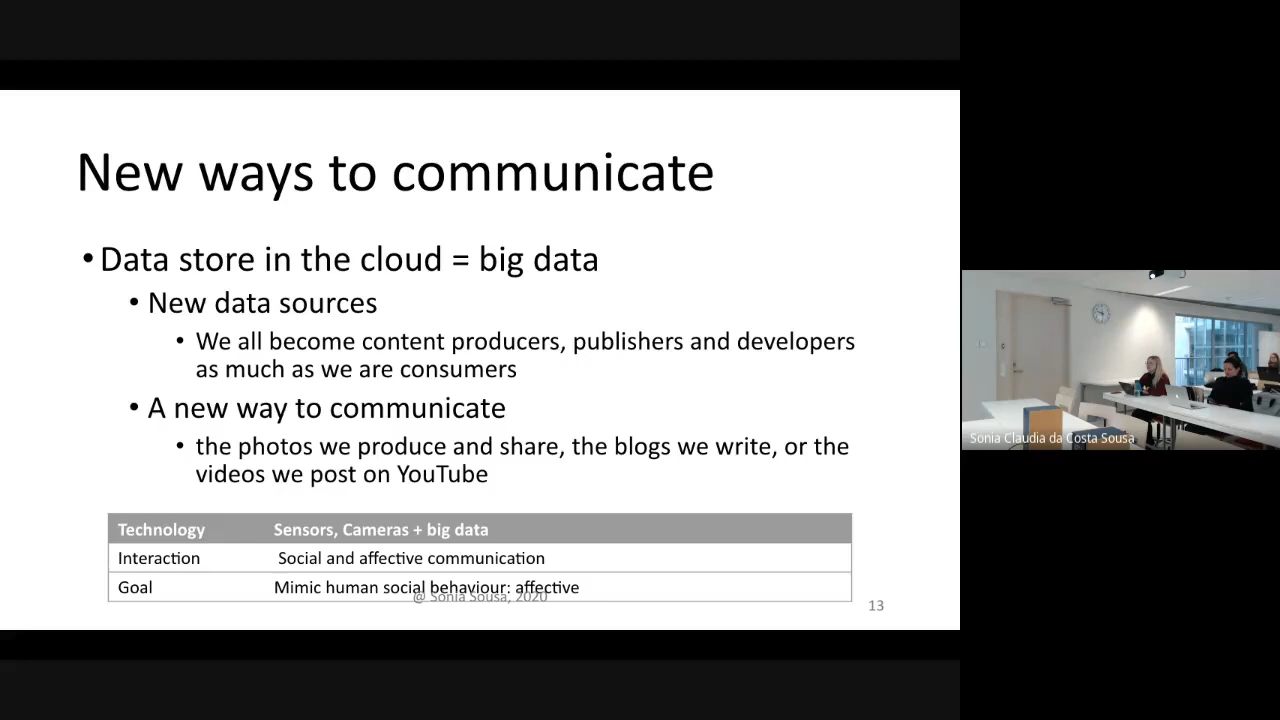 New ways to communicate
• Data store in the cloud = big data
• New data sources
• We all become content producers, publishers and developers
as much as we are consumers
• A new way to communicate
• the photos we produce and share, the blogs we write, or the
videos we post on YouTube
Technology Sensors, Cameras + big data
Interaction Social and affective communication
Goal Mimic human social behaviour: affective
@ Sonia Sousa, 2020
13
Sonia Claudia da Costa Sousa